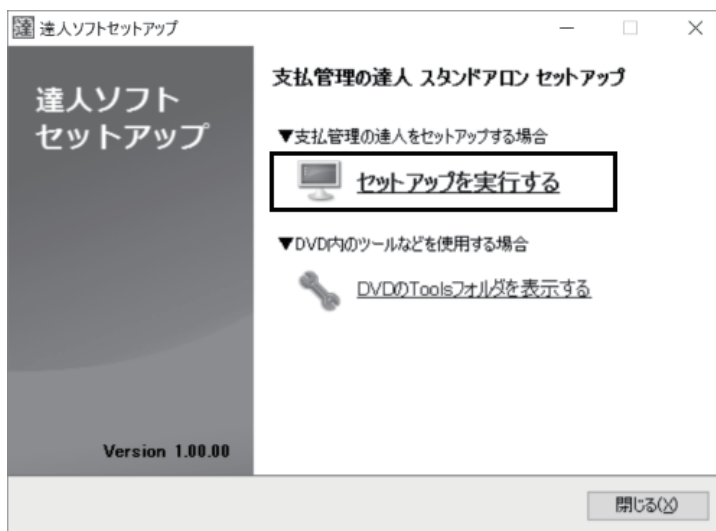 達人ソフトセットアップ
達人ソフト
セットアップ
支払管理の達人 スタンドアロン セットアップ
▼支払管理の達人をセットアップする場合
セットアップを実行する
▼DVD内のツールなどを使用する場合
DVDのToolsフォルダを表示する
Version 1.00.00
閉じる(X)